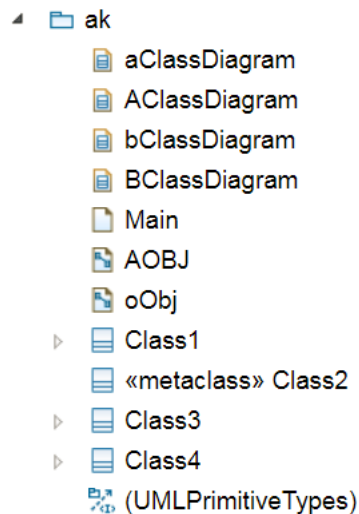 ak
aClassDiagram
AClassDiagram
bClassDiagram
BClassDiagram
Main
AOBJ
oObj
Class1
«metaclass» Class2
Class3
Class4
(UMLPrimitiveTypes)